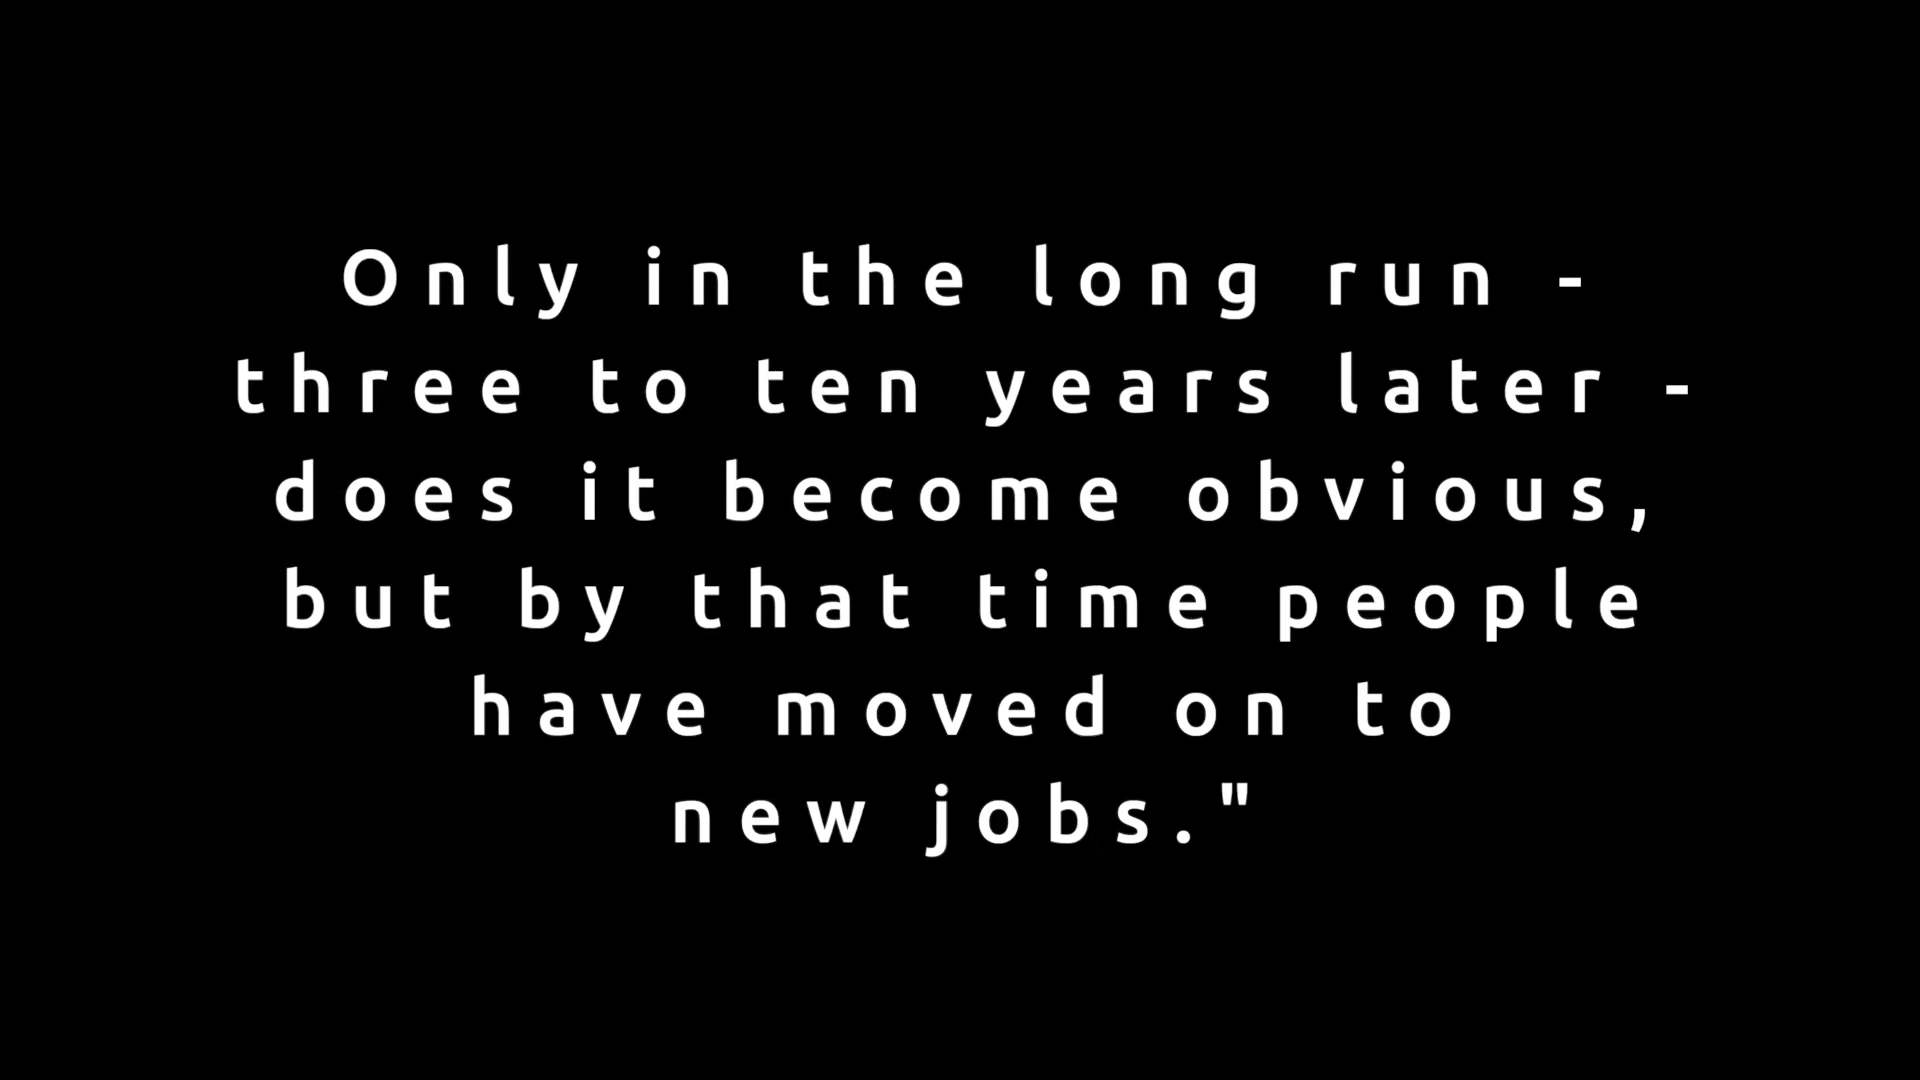 Only in the long run -
three to ten years later -
does it become obvious,
but by that time people
have moved on to
new jobs."